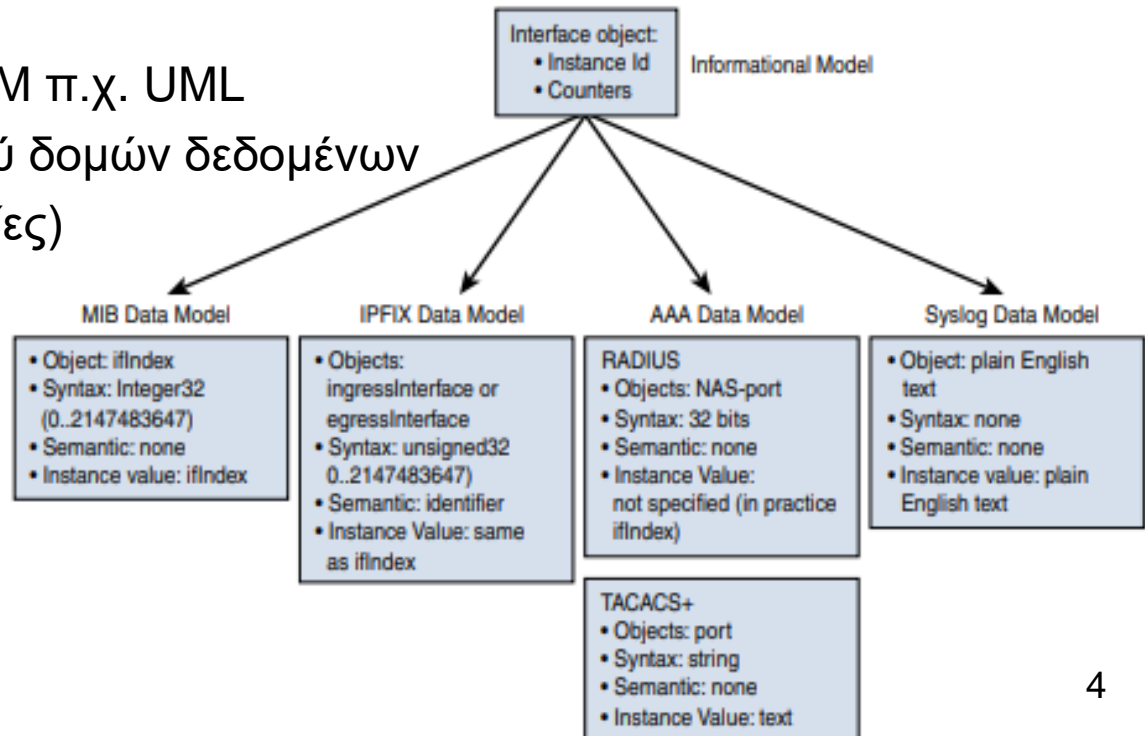 Interface object:
• Instance Id
• Counters
Informational Model
Μ π.χ. UML
ύ δομών δεδομένων
ίες)
MIB Data Model
• Object: ifIndex
• Syntax: Integer32
(0..2147483647)
• Semantic: none
• Instance value: ifIndex
IPFIX Data Model
• Objects:
ingressInterface or
egressInterface
• Syntax: unsigned32
0..2147483647)
• Semantic: identifier
• Instance Value: same
as ifIndex
AAA Data Model
RADIUS
• Objects: NAS-port
• Syntax: 32 bits
• Semantic: none
• Instance Value:
not specified (in practice
ifIndex)
TACACS+
• Objects: port
• Syntax: string
• Semantic: none
• Instance Value: text
Syslog Data Model
• Object: plain English
text
• Syntax: none
• Semantic: none
• Instance value: plain
English text
4